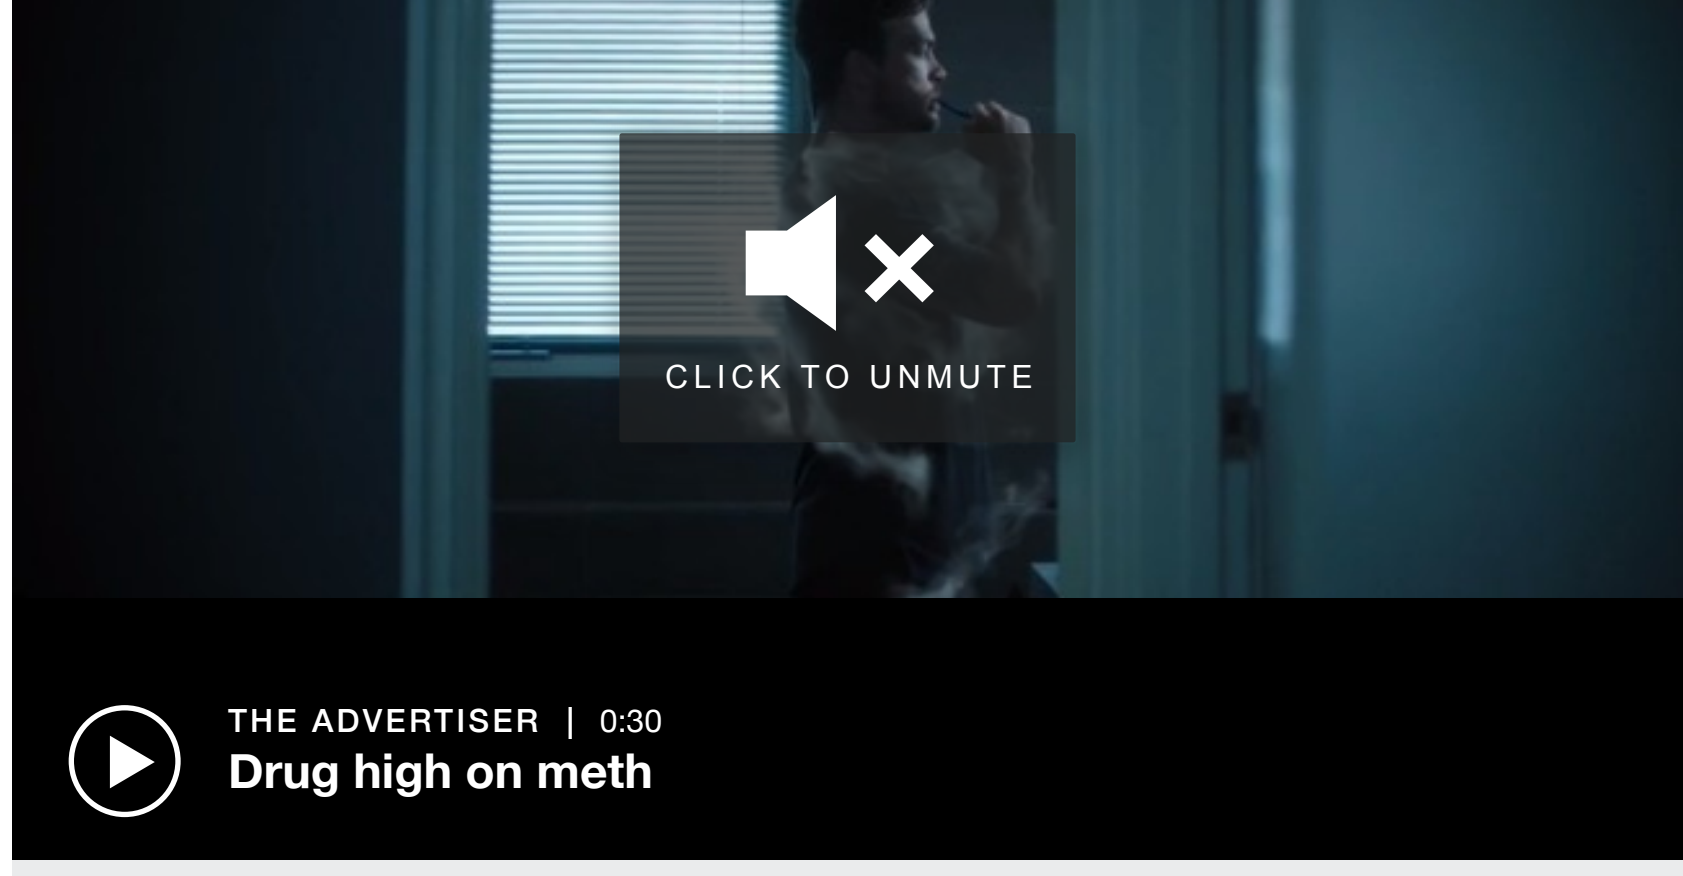 CLICK TO UNMUTE
THE ADVERTISER | 0:30
Drug high on meth